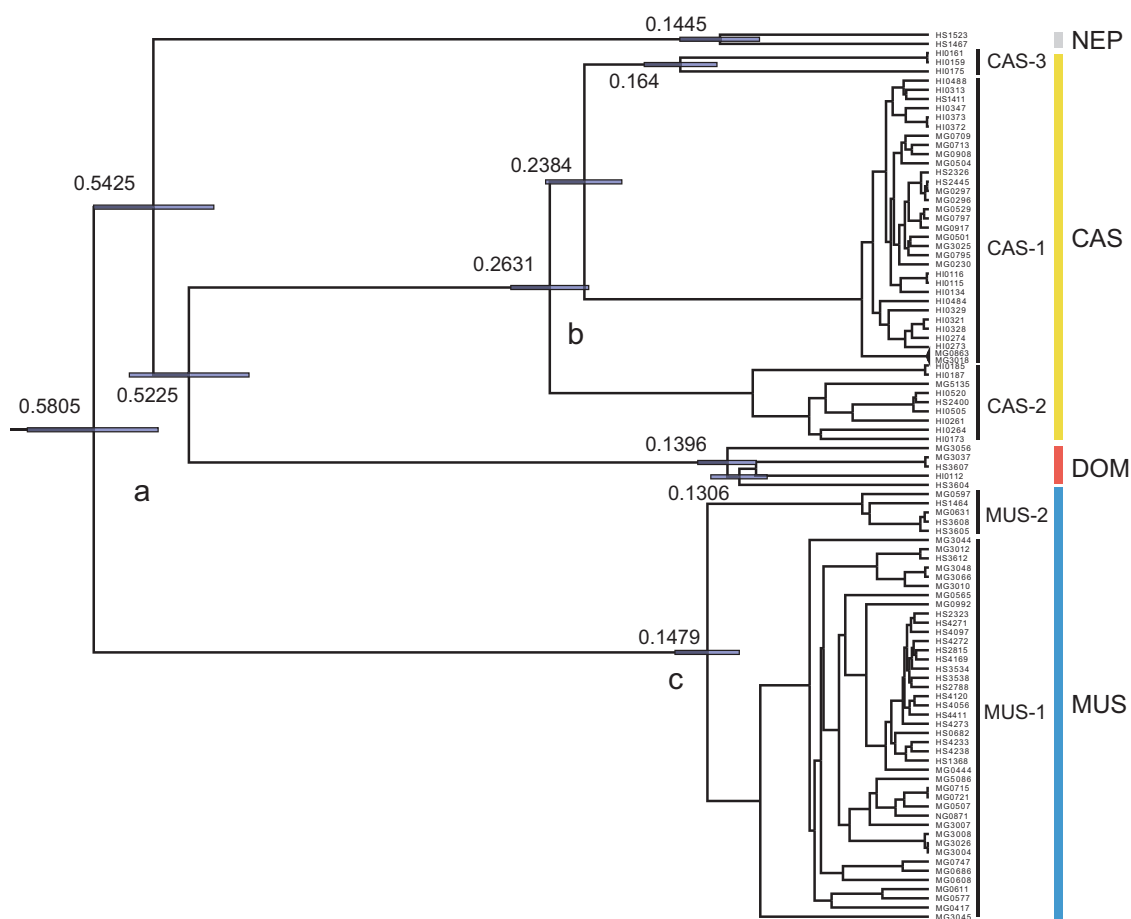 0.1445
0.164
0.2384
0.5425
0.2631
b
0.5225
0.5805
a
0.1396
0.1306
0.1479
c
HS1523
HS1467
HI0161
HI0159
HI0175
HI0488
HI0313
HS1411
HI0347
HI0373
HI0372
MG0709
MG0713
MG0908
MG0504
HS2326
HS2445
MG0297
MG0296
MG0529
MG0797
MG0917
MG0501
MG3025
MG0795
MG0230
HI0116
HI0115
HI0134
HI0484
HI0329
HI0321
HI0328
HI0274
HI0273
MG0863
MG3018
HI0185
HI0187
MG5135
HI0520
HS2400
HI0505
HI0261
HI0264
HI0173
MG3056
MG3037
HS3607
HI0112
HS3604
MG0597
HS1464
MG0631
HS3608
HS3605
MG3044
MG3012
HS3612
MG3048
MG3066
MG3010
MG0565
MG0992
HS2323
HS4271
HS4097
HS4272
HS2815
HS4169
HS3534
HS3538
HS2788
HS4120
HS4056
HS4411
HS4273
HS0682
HS4233
HS4238
HS1368
MG0444
MG5086
MG0715
MG0721
MG0507
NG0871
MG3007
MG3008
MG3026
MG3004
MG0747
MG0686
MG0608
MG0611
MG0577
MG0417
MG3045
CAS-3
CAS-1
CAS-2
MUS-2
MUS-1
NEP
CAS
DOM
MUS